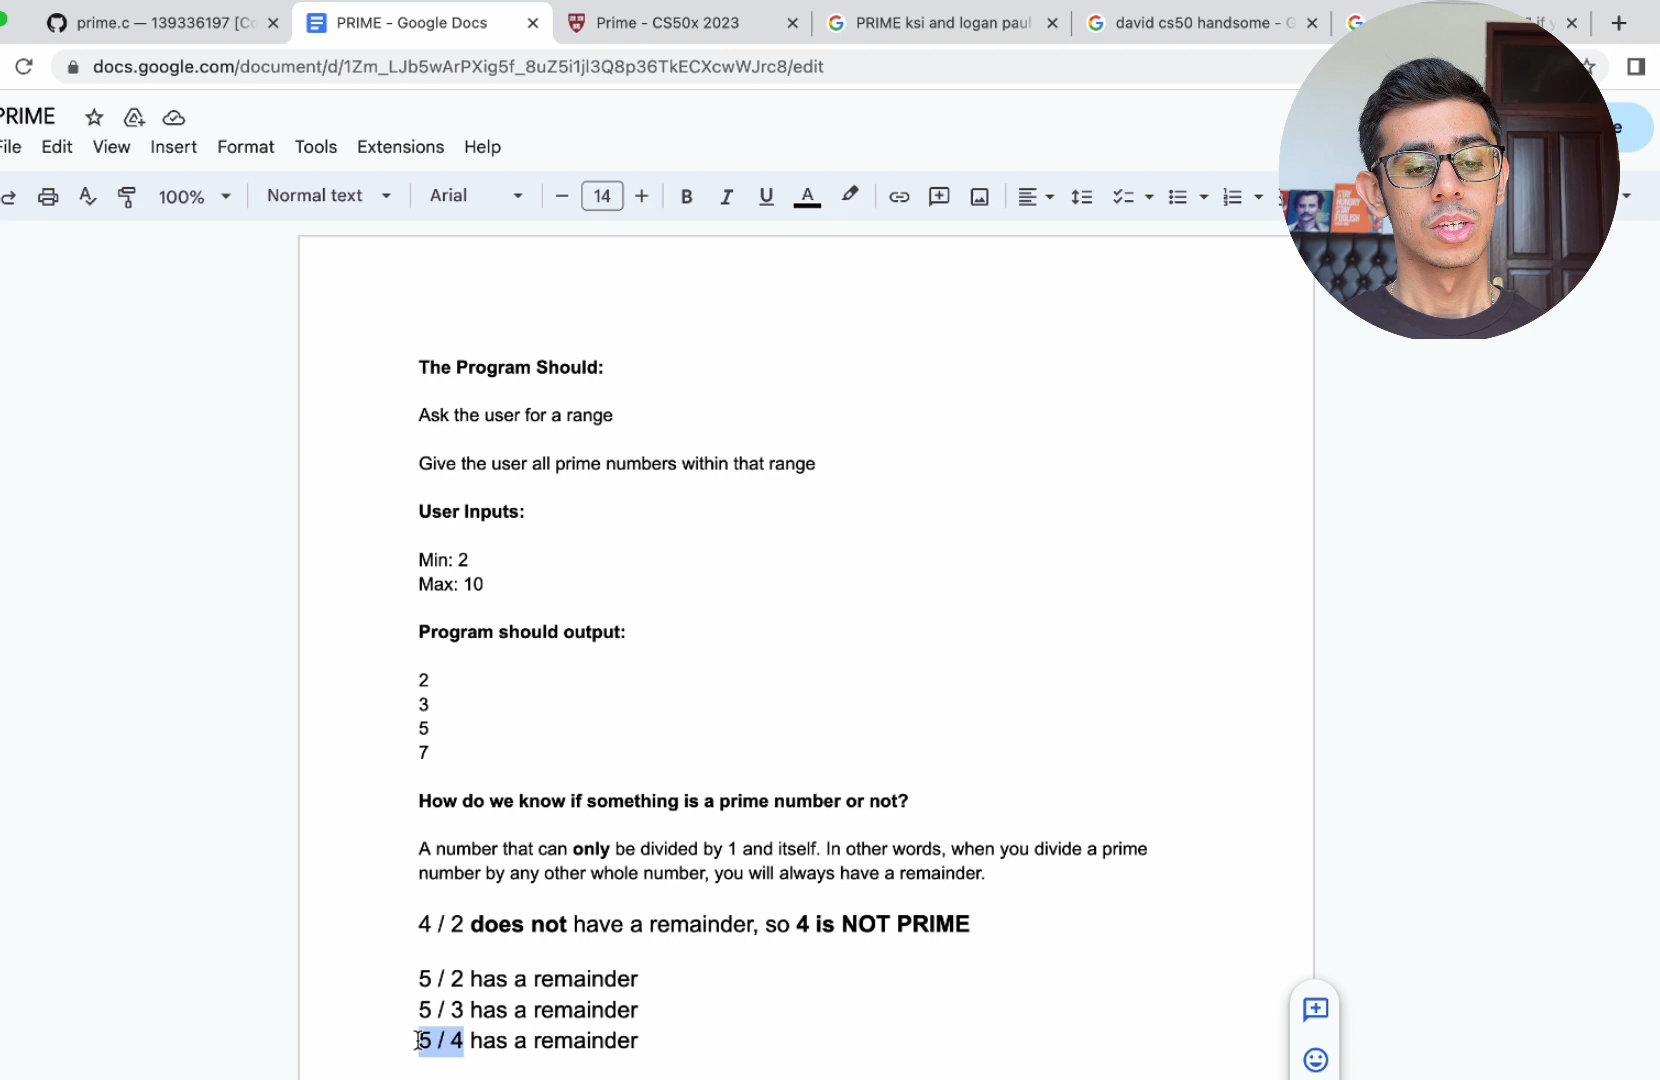 prime.c — 139336197 [Co
PRIME - Google Docs
Prime - CS50x 2023
PRIME ksi and logan paul
david cs50 handsome - G
if y
docs.google.com/document/d/1Zm_LJb5wArPXig5f_8uZ5i1jl3Q8p36TkECXcwWJrc8/edit
PRIME
File Edit View Insert Format Tools Extensions Help
100% Normal text Arial 14 B I U A
STAY HUNGRY STAY FOOLISH
The Program Should:
Ask the user for a range
Give the user all prime numbers within that range
User Inputs:
Min: 2
Max: 10
Program should output:
2
3
5
7
How do we know if something is a prime number or not?
A number that can only be divided by 1 and itself. In other words, when you divide a prime
number by any other whole number, you will always have a remainder.
4 / 2 does not have a remainder, so 4 is NOT PRIME
5 / 2 has a remainder
5 / 3 has a remainder
5 / 4 has a remainder